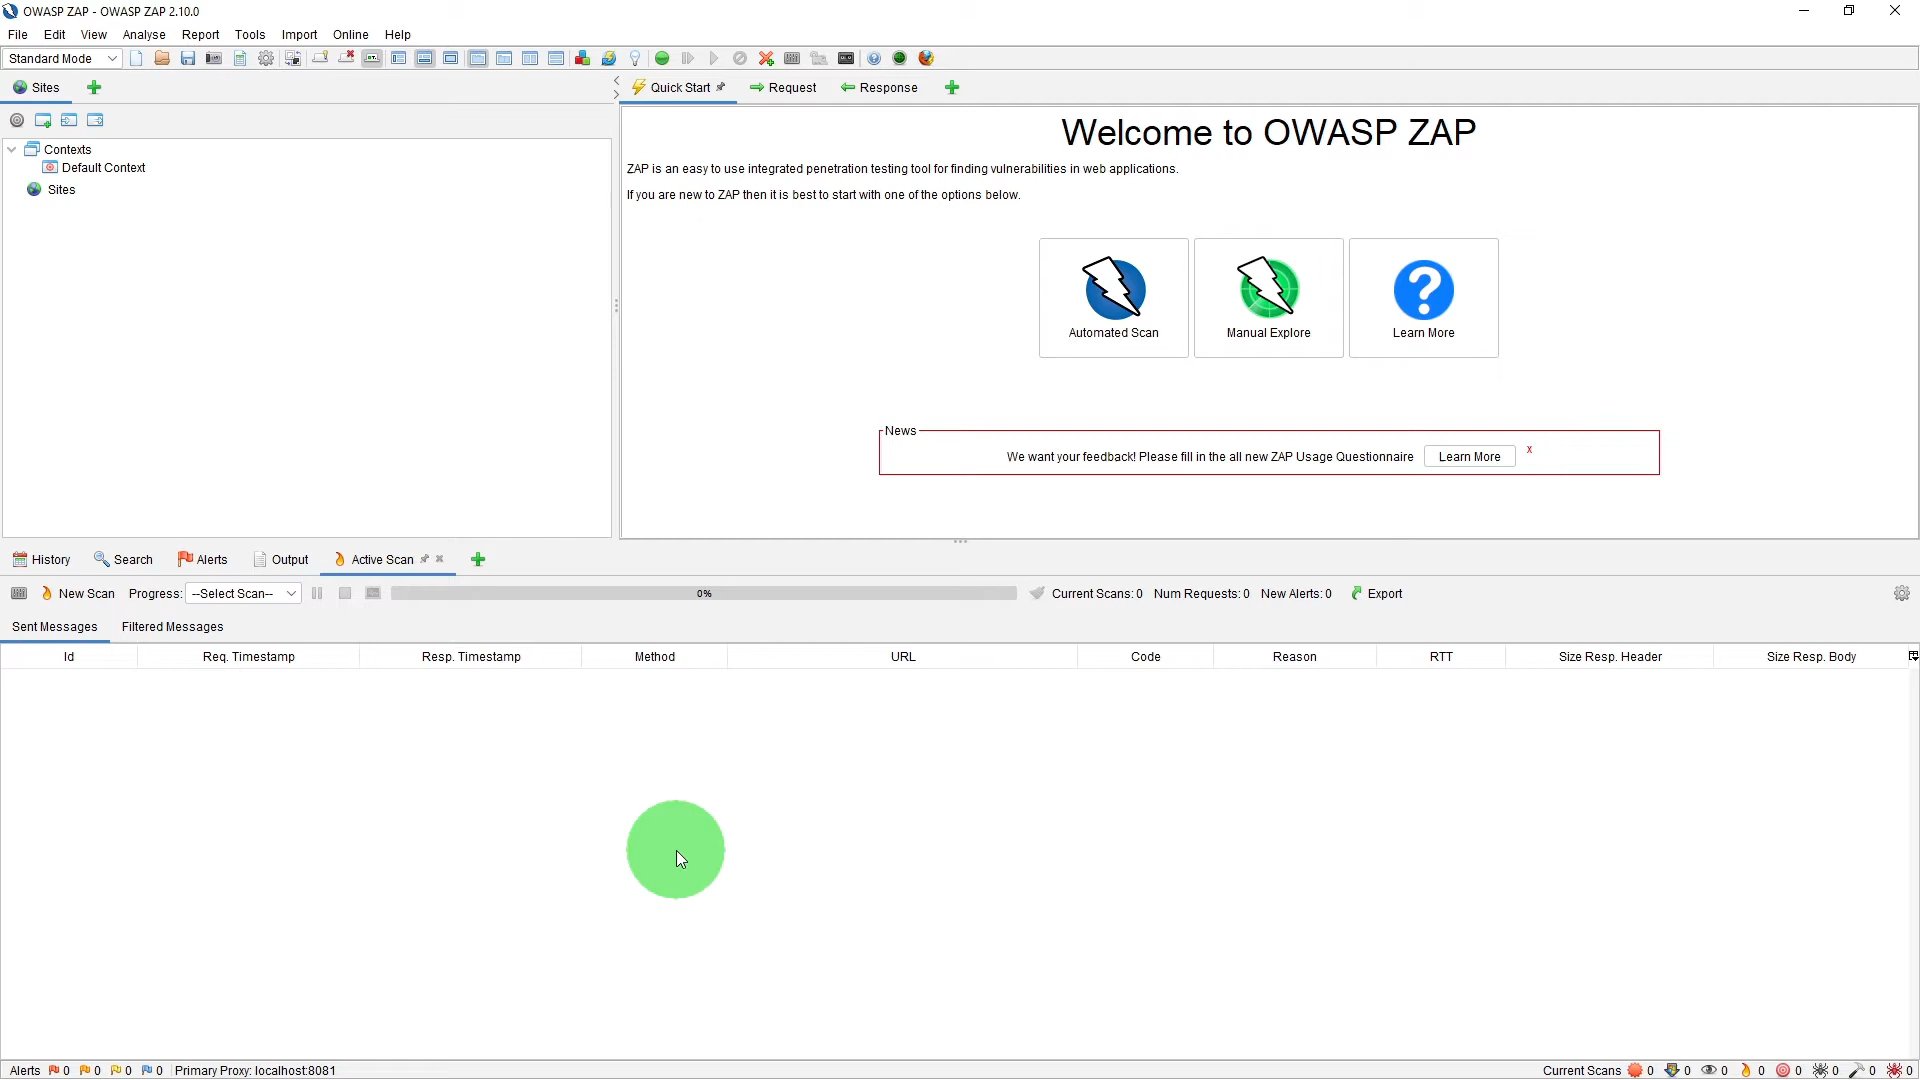 OWASP ZAP - OWASP ZAP 2.10.0
File Edit View Analyse Report Tools Import Online Help
Standard Mode
Sites
Quick Start Request Response
Contexts
Default Context
Sites
Welcome to OWASP ZAP
ZAP is an easy to use integrated penetration testing tool for finding vulnerabilities in web applications.
If you are new to ZAP then it is best to start with one of the options below.
Automated Scan Manual Explore Learn More
News
We want your feedback! Please fill in the all new ZAP Usage Questionnaire Learn More x
History Search Alerts Output Active Scan
New Scan Progress: --Select Scan-- 0% Current Scans: 0 Num Requests: 0 New Alerts: 0 Export
Sent Messages Filtered Messages
Id Req. Timestamp Resp. Timestamp Method URL Code Reason RTT Size Resp. Header Size Resp. Body
Alerts 0 0 0 0 Primary Proxy: localhost:8081 Current Scans 0 0 0 0 0 0 0 0